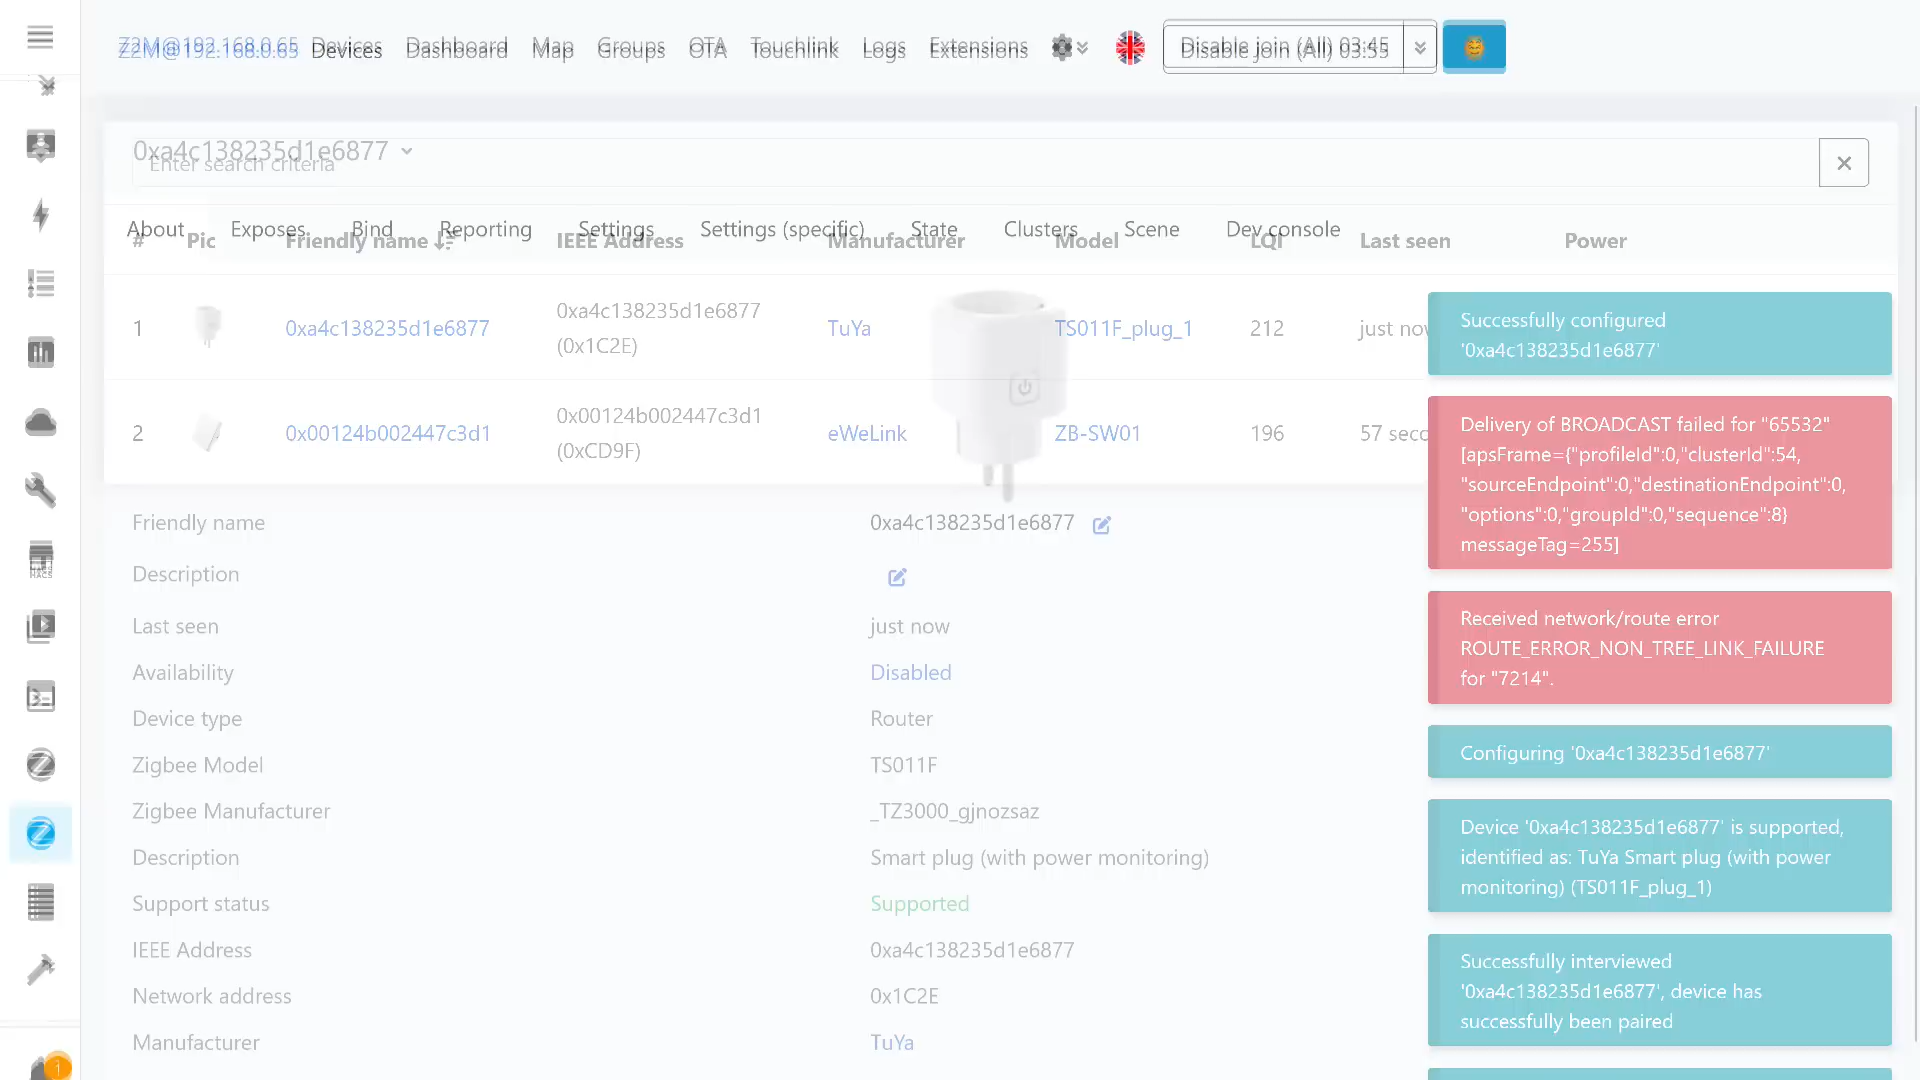 Z2M@192.168.0.65 Devices Dashboard Map Groups OTA Touchlink Logs Extensions Disable join (All)
0xa4c138235d1e6877
Enter search criteria
About Exposes Bind Reporting Settings Settings (specific) State Clusters Scene Dev console
# Pic Friendly name IEEE Address Manufacturer Model LQI Last seen Power
1 0xa4c138235d1e6877 0xa4c138235d1e6877 (0x1C2E) TuYa TS011F_plug_1 212 just now
2 0x00124b002447c3d1 0x00124b002447c3d1 (0xCD9F) eWeLink ZB-SW01 196 57
Friendly name 0xa4c138235d1e6877
Description
Last seen just now
Availability Disabled
Device type Router
Zigbee Model TS011F
Zigbee Manufacturer _TZ3000_gjnozsaz
Description Smart plug (with power monitoring)
Support status Supported
IEEE Address 0xa4c138235d1e6877
Network address 0x1C2E
Manufacturer TuYa
Successfully configured
'0xa4c138235d1e6877'
Delivery of BROADCAST failed for "65532"
[apsFrame={"profileId":0,"clusterId":54,
"sourceEndpoint":0,"destinationEndpoint":0,
"options":0,"groupId":0,"sequence":8}
messageTag=255]
Received network/route error
ROUTE_ERROR_NON_TREE_LINK_FAILURE
for "7214".
Configuring '0xa4c138235d1e6877'
Device '0xa4c138235d1e6877' is supported,
identified as: TuYa Smart plug (with power
monitoring) (TS011F_plug_1)
Successfully interviewed
'0xa4c138235d1e6877', device has
successfully been paired
HACS
1